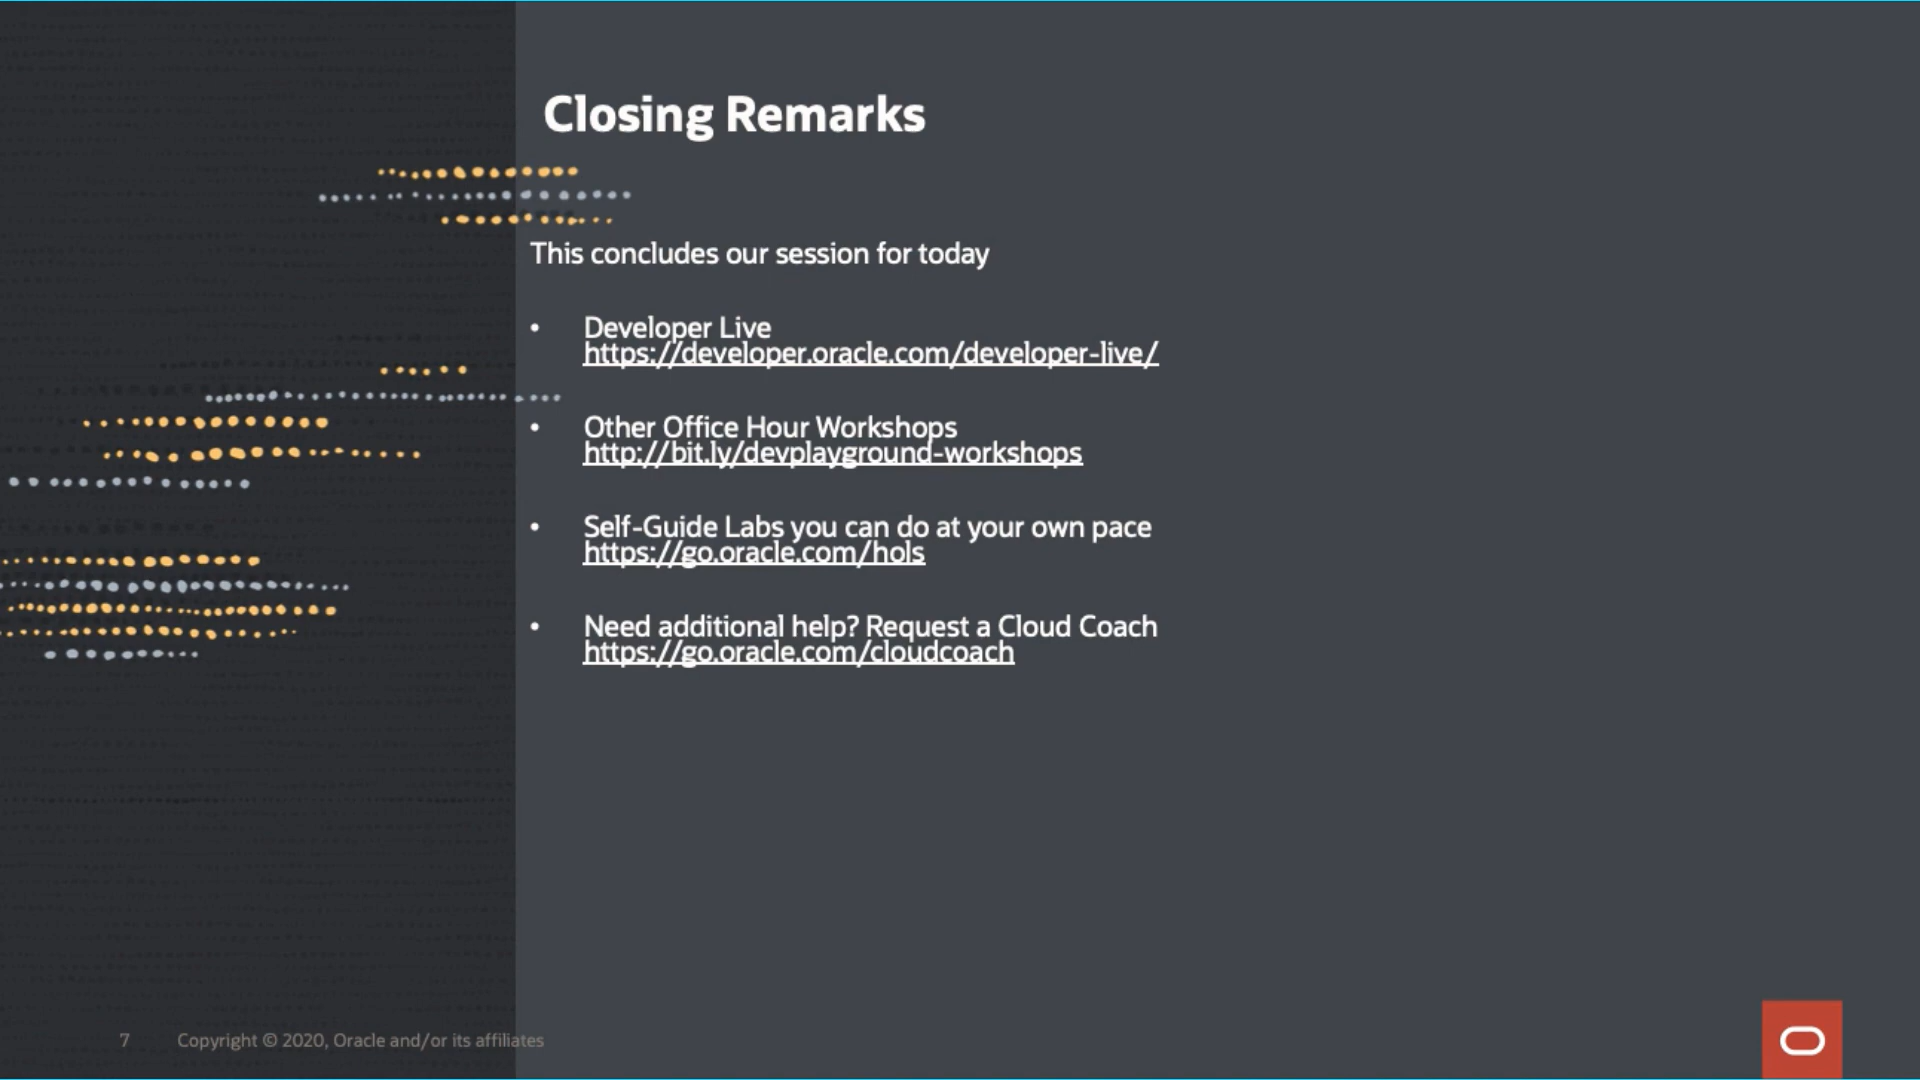 Closing Remarks
This concludes our session for today
• Developer Live
https://developer.oracle.com/developer-live/
• Other Office Hour Workshops
http://bit.ly/devplayground-workshops
• Self-Guide Labs you can do at your own pace
https://go.oracle.com/hols
• Need additional help? Request a Cloud Coach
https://go.oracle.com/cloudcoach
7 Copyright © 2020, Oracle and/or its affiliates